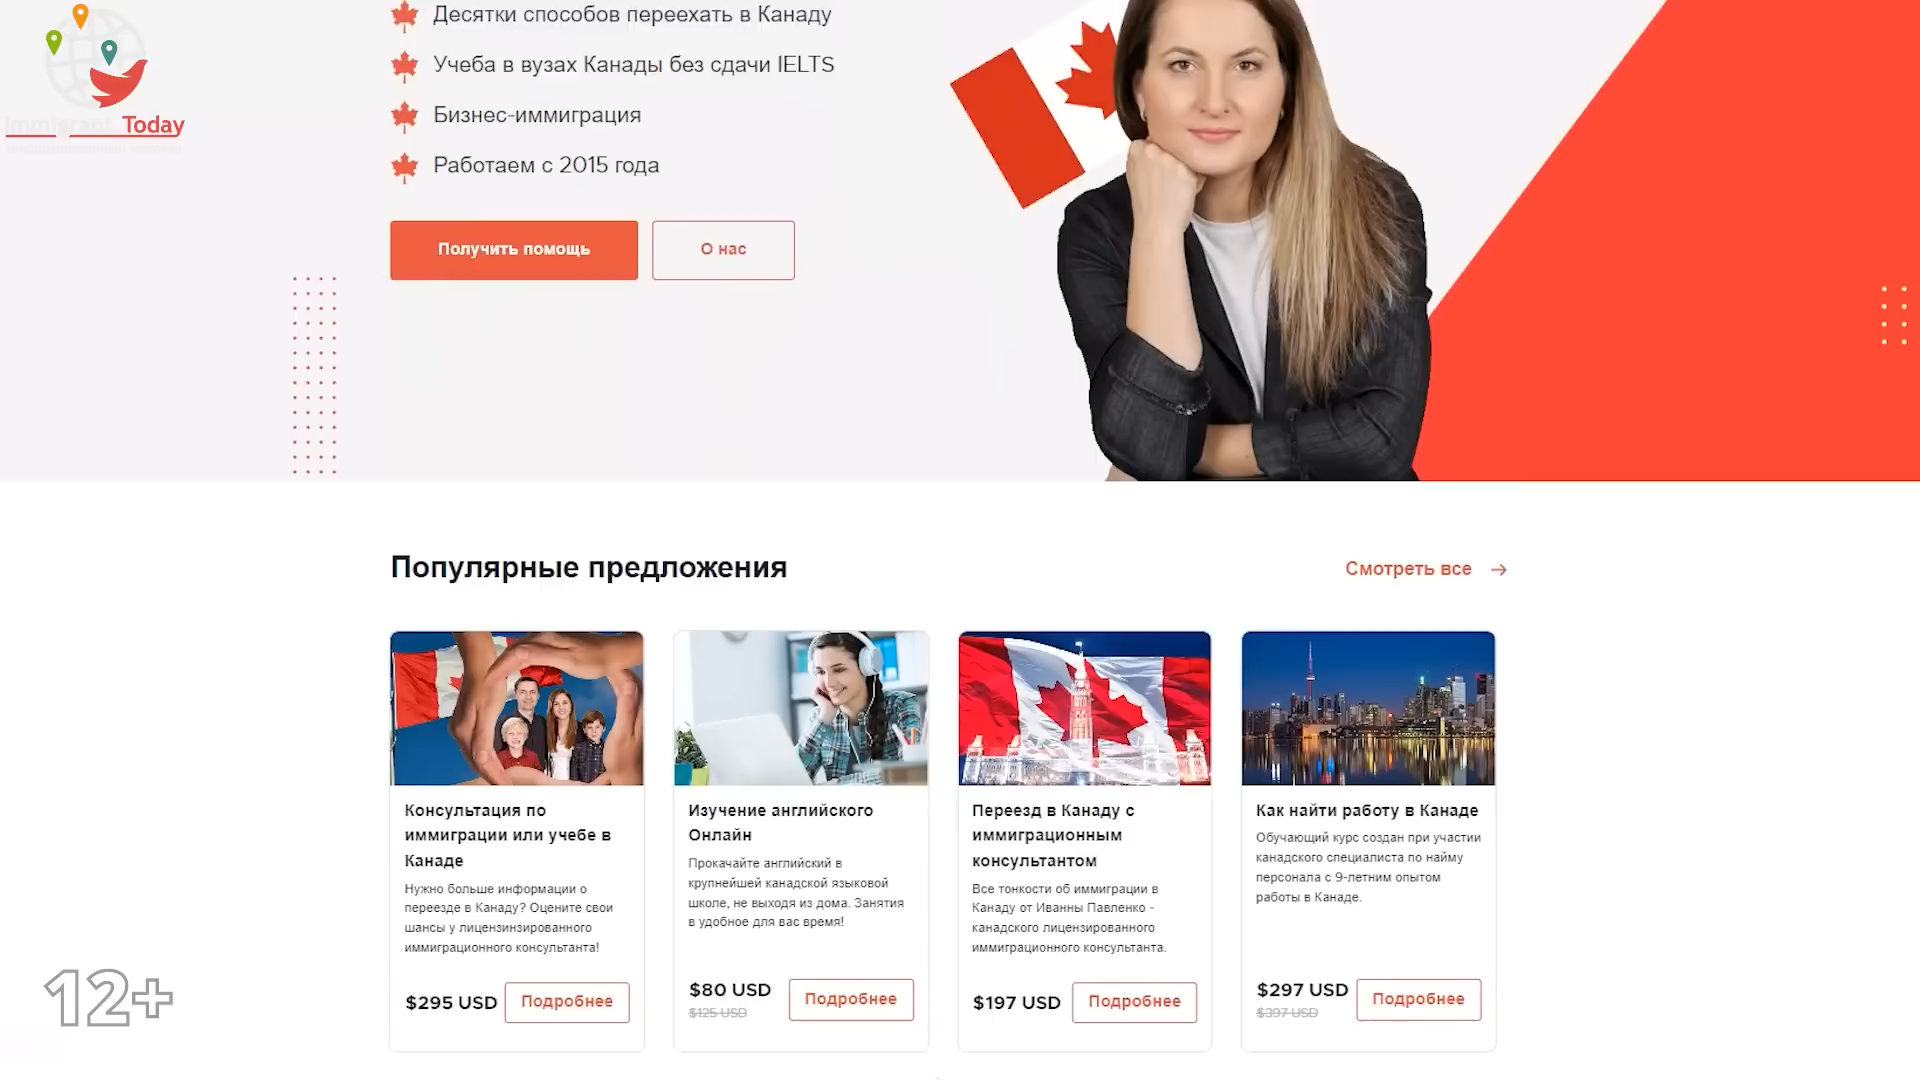 Десятки способов переехать в Канаду
Учеба в вузах Канады без сдачи IELTS
Immigrant Today
Бизнес-иммиграция
Работаем с 2015 года
Получить помощь
О нас
Популярные предложения
Смотреть все
Консультация по
иммиграции или учебе в
Канаде
Нужно больше информации о
переезде в Канаду? Оцените свои
шансы у лицензинзированного
иммиграционного консультанта!
$295 USD
Подробнее
Изучение английского
Онлайн
Прокачайте английский в
крупнейшей канадской языковой
школе, не выходя из дома. Занятия
в удобное для вас время!
$80 USD
$125 USD
Подробнее
Переезд в Канаду с
иммиграционным
консультантом
Все тонкости об иммиграции в
Канаду от Иванны Павленко -
канадского лицензированного
иммиграционного консультанта.
$197 USD
Подробнее
Как найти работу в Канаде
Обучающий курс создан при участии
канадского специалиста по найму
персонала с 9-летним опытом
работы в Канаде.
$297 USD
$397 USD
Подробнее
12+